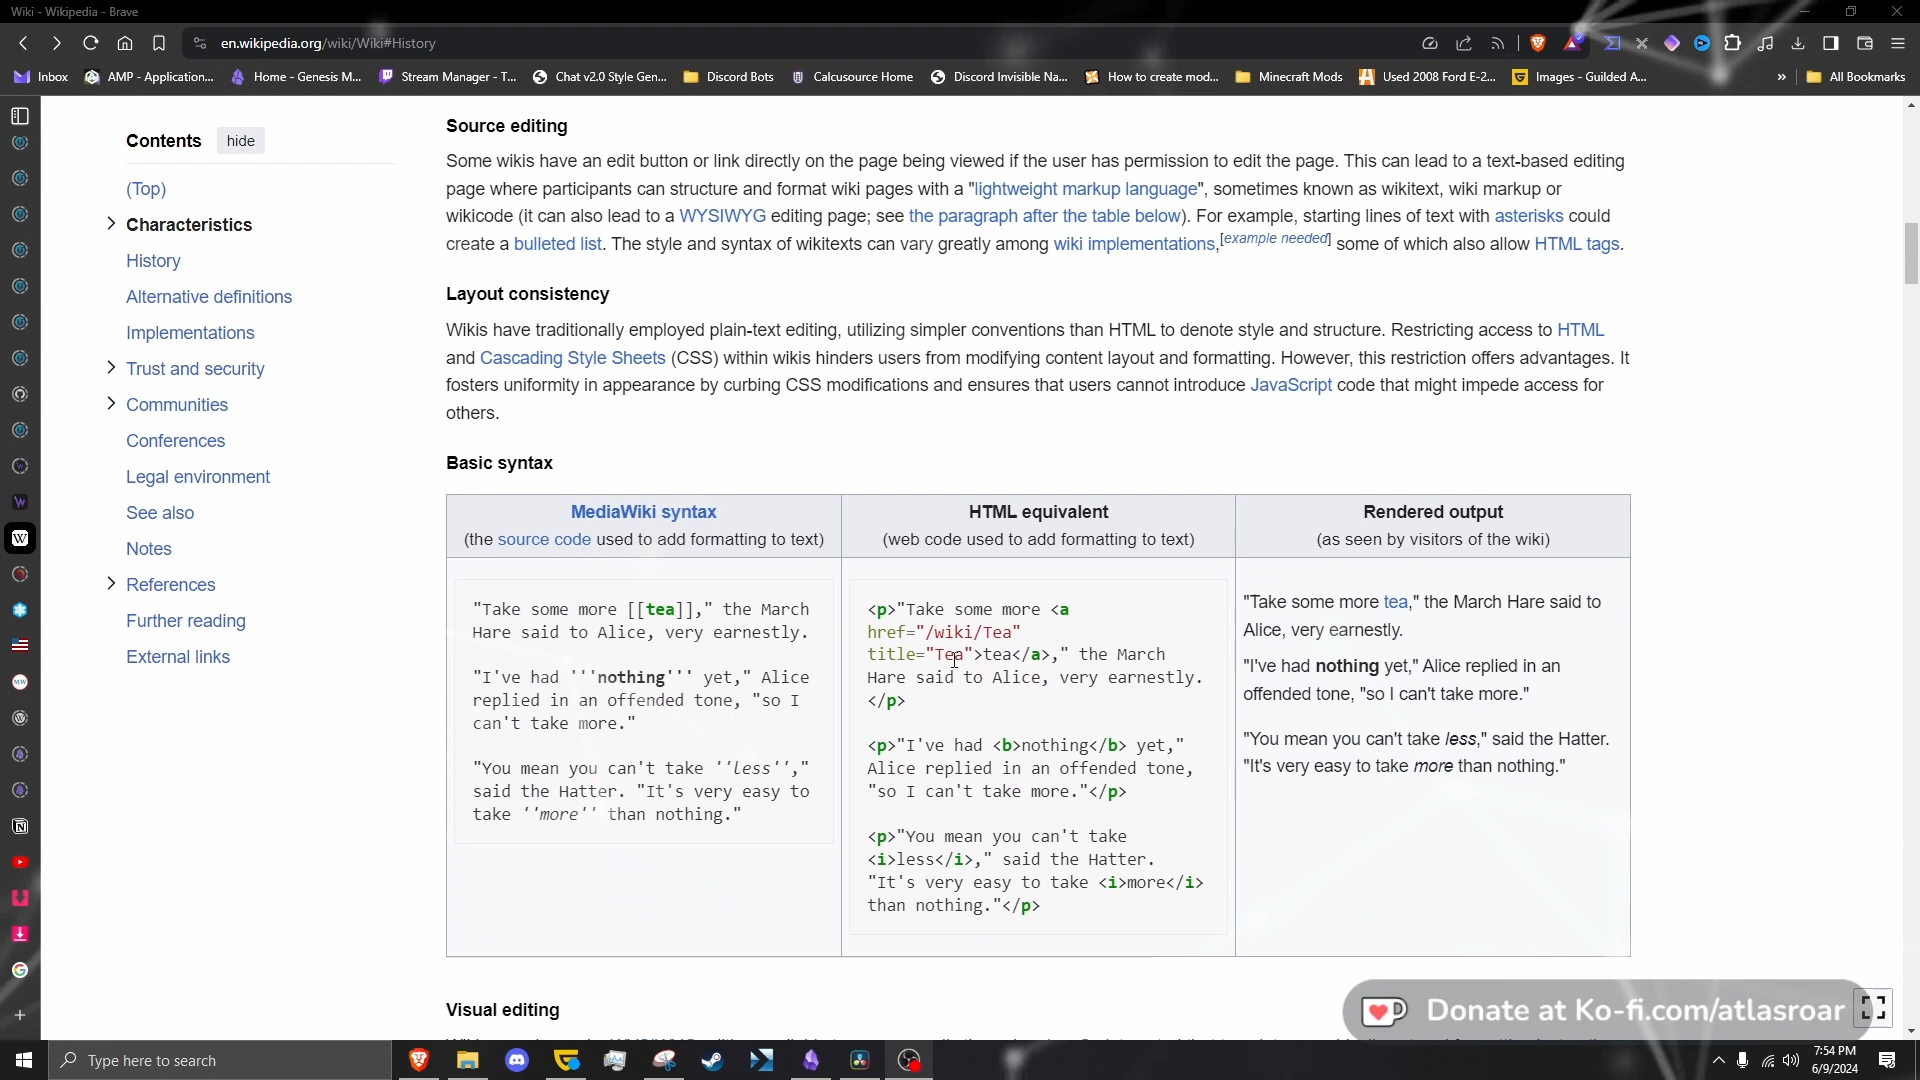 Wiki - Wikipedia - Brave
en.wikipedia.org/wiki/Wiki#History
Inbox
AMP - Application...
Home - Genesis M...
Stream Manager - T...
Chat v2.0 Style Gen...
Discord Bots
Calcusource Home
Discord Invisible Na...
How to create mod...
Minecraft Mods
Used 2008 Ford E-2...
Images - Guilded A...
»
All Bookmarks
Contents
hide
(Top)
Characteristics
History
Alternative definitions
Implementations
Trust and security
Communities
Conferences
Legal environment
See also
Notes
References
Further reading
External links
Source editing
Some wikis have an edit button or link directly on the page being viewed if the user has permission to edit the page. This can lead to a text-based editing
page where participants can structure and format wiki pages with a "lightweight markup language", sometimes known as wikitext, wiki markup or
wikicode (it can also lead to a WYSIWYG editing page; see the paragraph after the table below). For example, starting lines of text with asterisks could
create a bulleted list. The style and syntax of wikitexts can vary greatly among wiki implementations,[example needed] some of which also allow HTML tags.
Layout consistency
Wikis have traditionally employed plain-text editing, utilizing simpler conventions than HTML to denote style and structure. Restricting access to HTML
and Cascading Style Sheets (CSS) within wikis hinders users from modifying content layout and formatting. However, this restriction offers advantages. It
fosters uniformity in appearance by curbing CSS modifications and ensures that users cannot introduce JavaScript code that might impede access for
others.
Basic syntax
MediaWiki syntax
(the source code used to add formatting to text)
HTML equivalent
(web code used to add formatting to text)
Rendered output
(as seen by visitors of the wiki)
"Take some more [[tea]]," the March
Hare said to Alice, very earnestly.
"I've had '''nothing''' yet," Alice
replied in an offended tone, "so I
can't take more."
"You mean you can't take ''less'',"
said the Hatter. "It's very easy to
take ''more'' than nothing."
<p>"Take some more <a
href="/wiki/Tea"
title="Tea">tea</a>," the March
Hare said to Alice, very earnestly.
</p>
<p>"I've had <b>nothing</b> yet,"
Alice replied in an offended tone,
"so I can't take more."</p>
<p>"You mean you can't take
<i>less</i>," said the Hatter.
"It's very easy to take <i>more</i>
than nothing."</p>
"Take some more tea," the March Hare said to
Alice, very earnestly.
"I've had nothing yet," Alice replied in an
offended tone, "so I can't take more."
"You mean you can't take less," said the Hatter.
"It's very easy to take more than nothing."
Visual editing
Donate at Ko-fi.com/atlasroar
Type here to search
7:54 PM
6/9/2024